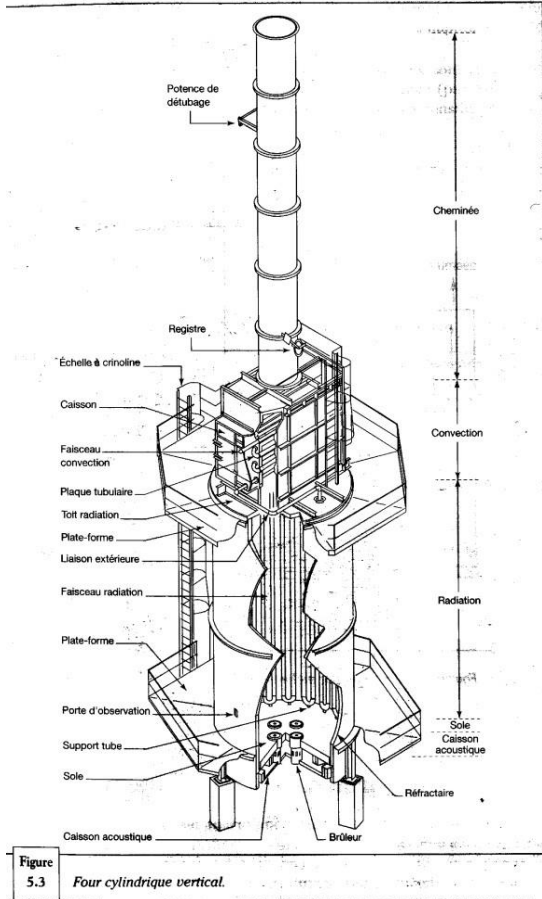 Potence de
détubage
Cheminée
Registre
Échelle à crinoline
Caisson
Faisceau
convection
Convection
Plaque tubulaire
Toit radiation
Plate-forme
Liaison extérieure
Faisceau radiation
Radiation
Plate-forme
Porte d'observation
Sole
Caisson
acoustique
Support tube
Sole
Réfractaire
Caisson acoustique
Brûleur
Figure
5.3
Four cylindrique vertical.